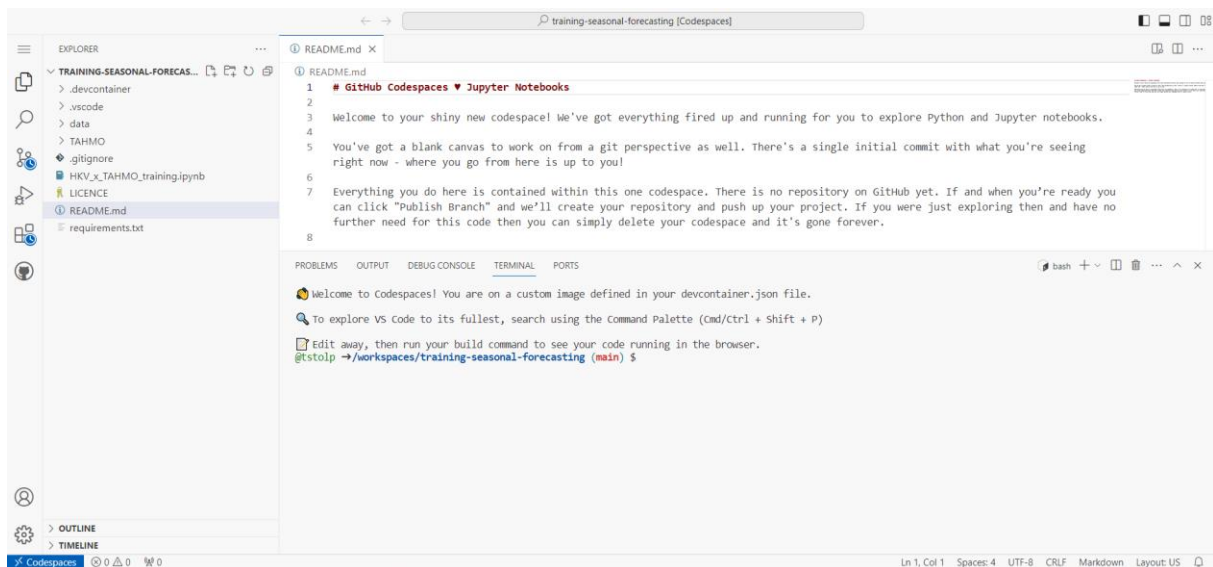 training-seasonal-forecasting [Codespaces]
EXPLORER
TRAINING-SEASONAL-FORECAS...
.devcontainer
.vscode
data
TAHMO
.gitignore
HKV_x_TAHMO_training.ipynb
LICENCE
README.md
requirements.txt
OUTLINE
TIMELINE
README.md
README.md
1 # GitHub Codespaces ♥ Jupyter Notebooks
2
3 Welcome to your shiny new codespace! We've got everything fired up and running for you to explore Python and Jupyter notebooks.
4
5 You've got a blank canvas to work on from a git perspective as well. There's a single initial commit with what you're seeing
right now - where you go from here is up to you!
6
7 Everything you do here is contained within this one codespace. There is no repository on GitHub yet. If and when you’re ready you
can click "Publish Branch" and we’ll create your repository and push up your project. If you were just exploring then and have no
further need for this code then you can simply delete your codespace and it's gone forever.
8
PROBLEMS OUTPUT DEBUG CONSOLE TERMINAL PORTS
bash
Welcome to Codespaces! You are on a custom image defined in your devcontainer.json file.
To explore VS Code to its fullest, search using the Command Palette (Cmd/Ctrl + Shift + P)
Edit away, then run your build command to see your code running in the browser.
@tstolp →/workspaces/training-seasonal-forecasting (main) $
Codespaces 0 0 0
Ln 1, Col 1 Spaces: 4 UTF-8 CRLF Markdown Layout: US